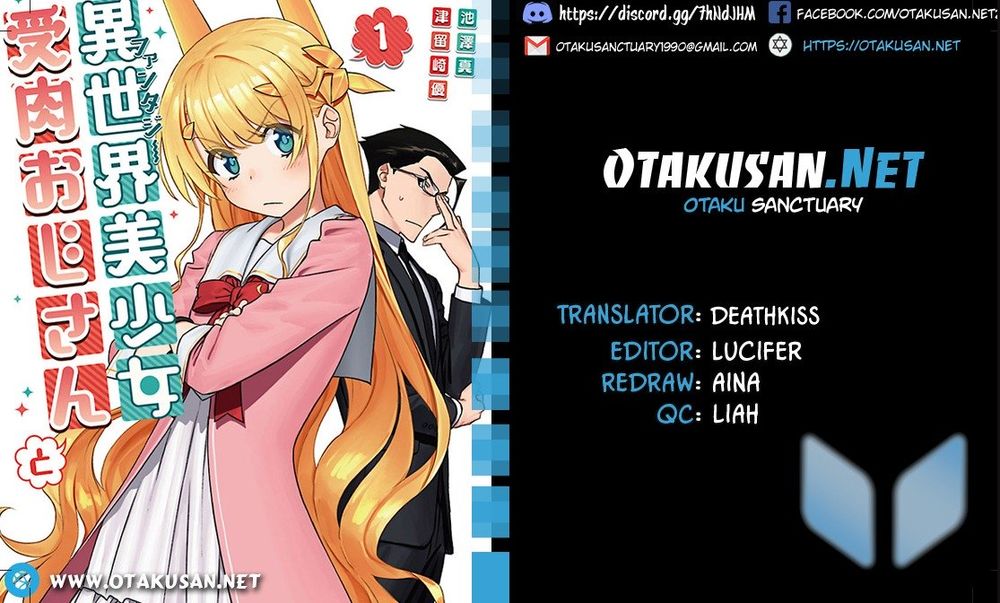 異世界美少女
ファンタジー
受肉おじさん
と
1
池澤真
津留崎優
WWW.OTAKUSAN.NET
https://discord.gg/7hNdJHM
FACEBOOK.COM/OTAKUSAN.NET:
OTAKUSANCTUARY1990@GMAIL.COM
HTTPS://OTAKUSAN.NET
OTAKUSAN.NET
OTAKU SANCTUARY
TRANSLATOR: DEATHKISS
EDITOR: LUCIFER
REDRAW: AINA
QC: LIAH